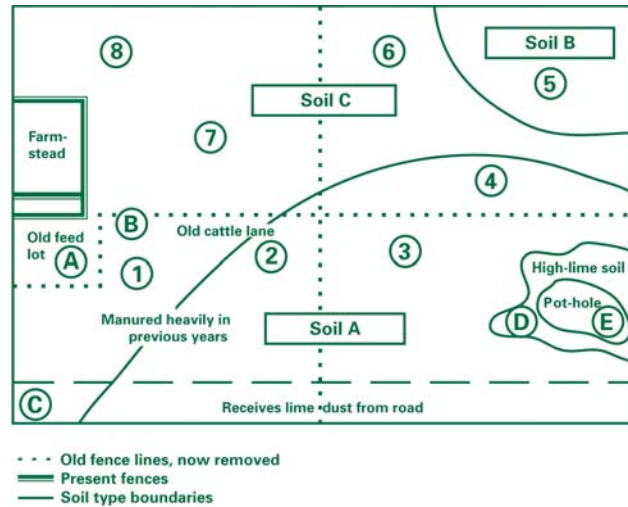 8
6
Soil B
5
Soil C
Farm-
stead
7
4
B
Old cattle lane
Old feed
lot
A
1
2
3
High-lime soil
Pot-hole
D
E
Manured heavily in
previous years
Soil A
C
Receives lime dust from road
Old fence lines, now removed
Present fences
Soil type boundaries